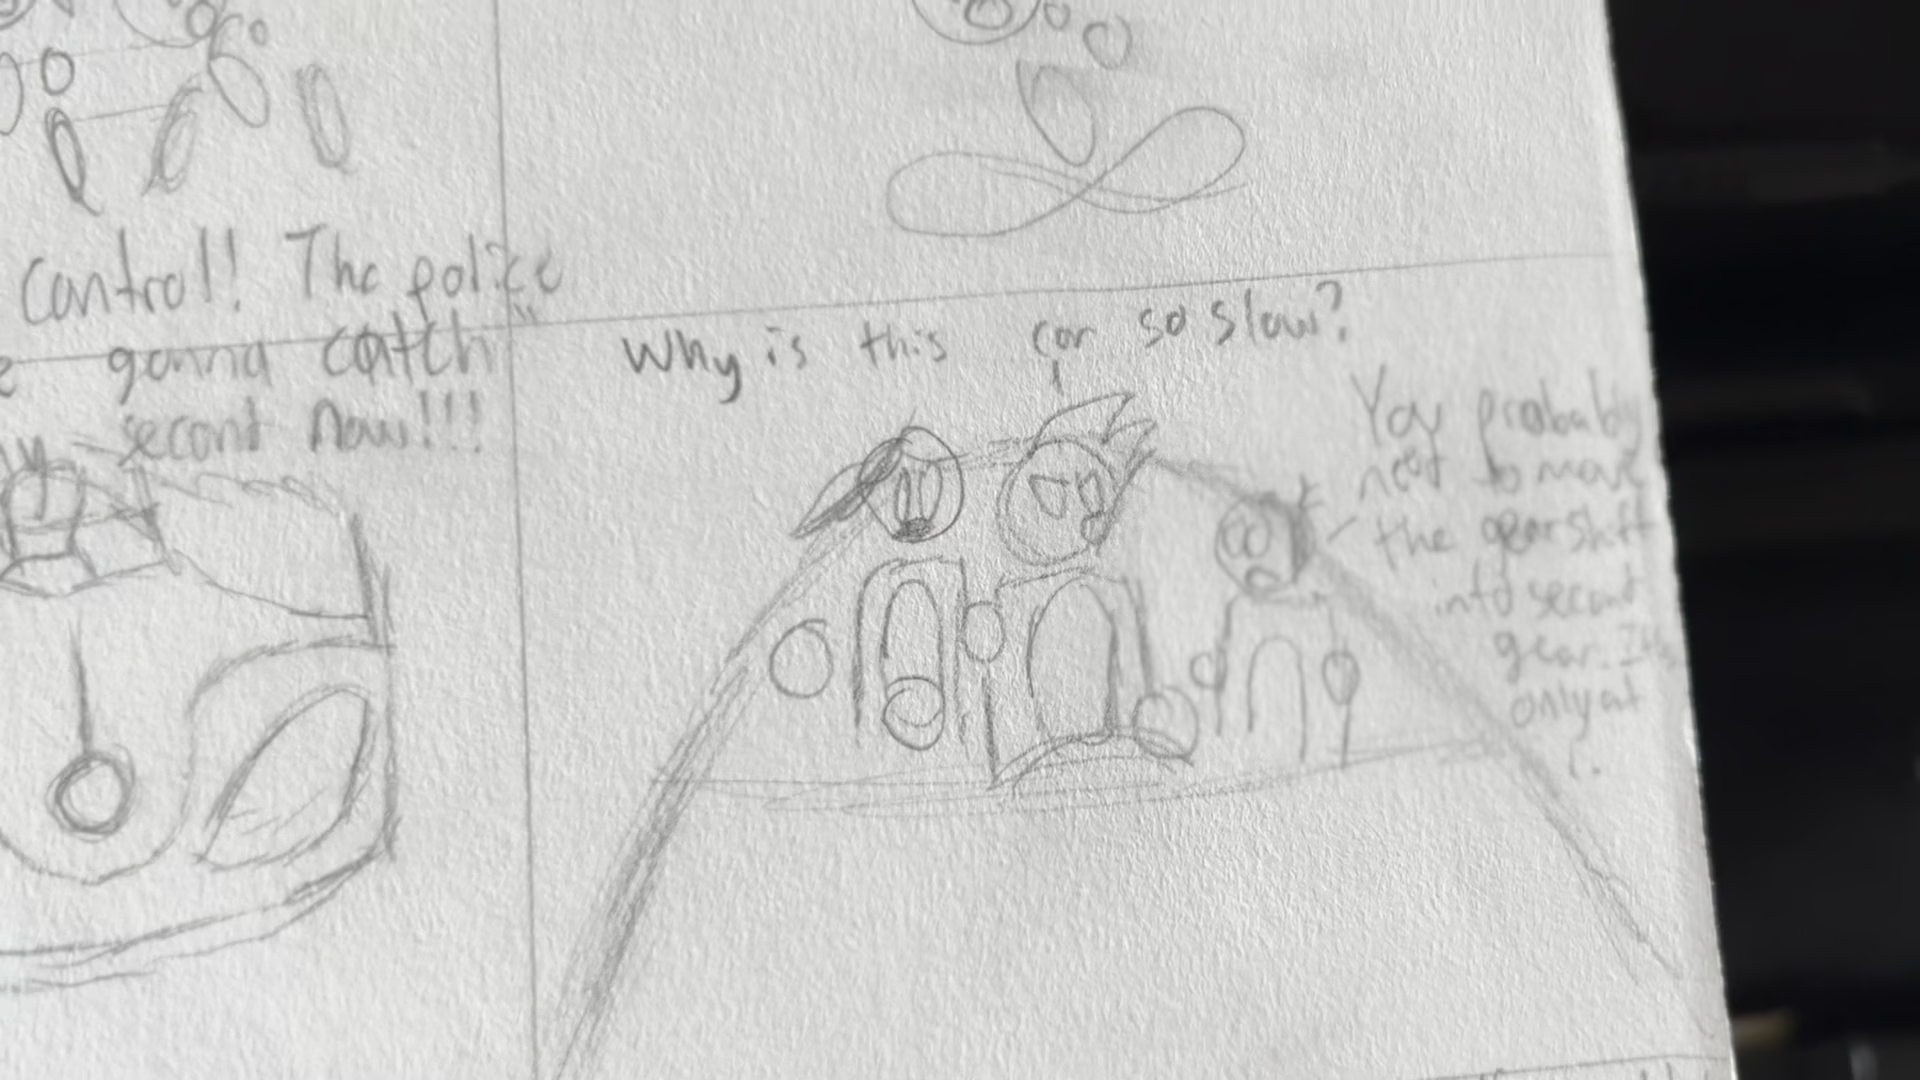 Control! The police
gonna catch
second Now!!!
Why is this car so slow?
You probably
need to move
the gearshift
into second
gear. It's
only at